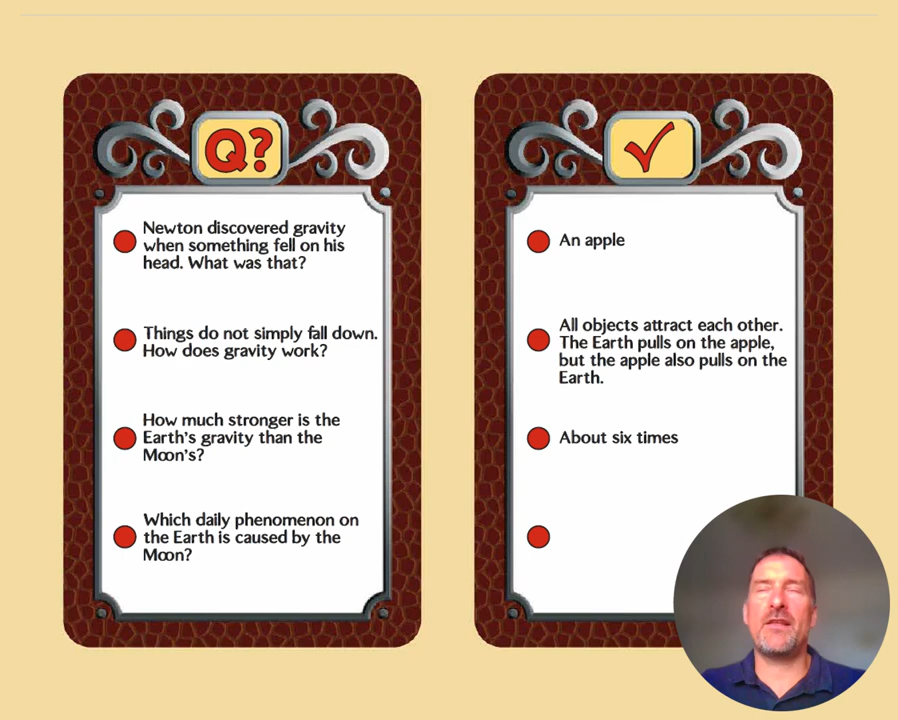 Q?
Newton discovered gravity
when something fell on his
head. What was that?
Things do not simply fall down.
How does gravity work?
How much stronger is the
Earth's gravity than the
Moon's?
Which daily phenomenon on
the Earth is caused by the
Moon?
An apple
All objects attract each other.
The Earth pulls on the apple,
but the apple also pulls on the
Earth.
About six times